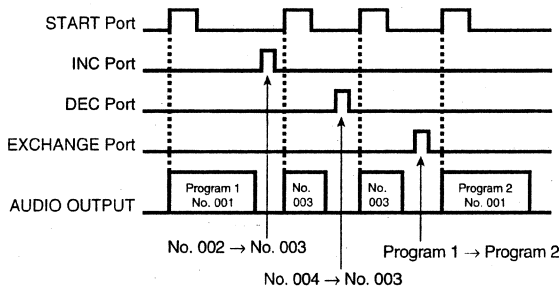 START Port
INC Port
DEC Port
EXCHANGE Port
AUDIO OUTPUT
Program 1
No. 001
No.
003
No.
003
Program 2
No. 001
No. 002 → No. 003
Program 1 → Program 2
No. 004 → No. 003